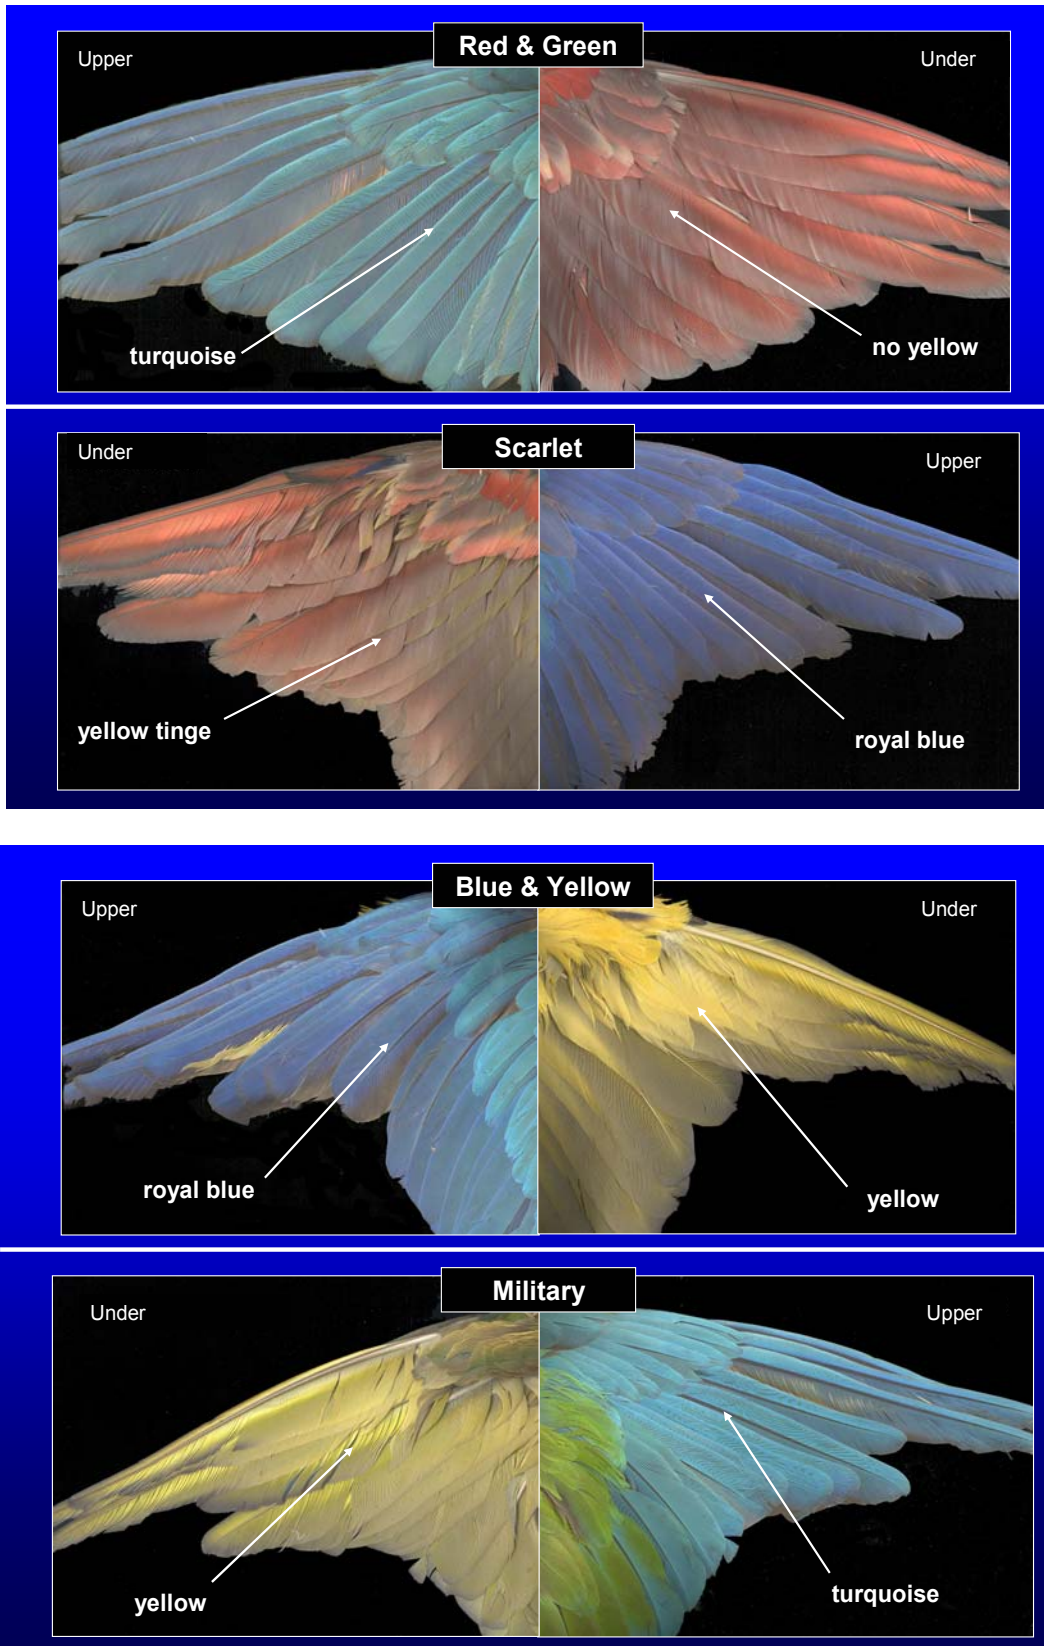 Red & Green
Upper
Under
turquoise
no yellow
Scarlet
Under
Upper
yellow tinge
royal blue
Blue & Yellow
Upper
Under
royal blue
yellow
Military
Under
Upper
yellow
turquoise